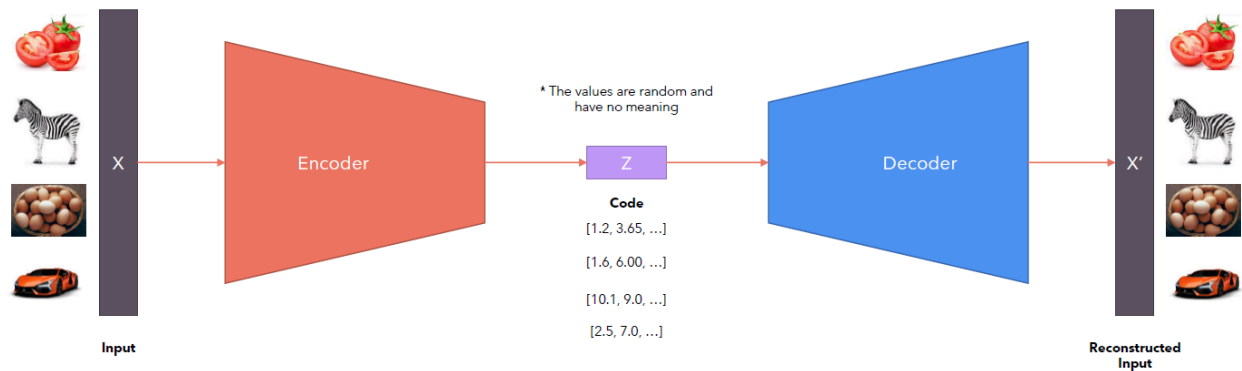 * The values are random and
have no meaning
X
Encoder
Z
Decoder
X’
Code
[1.2, 3.65, …]
[1.6, 6.00, …]
[10.1, 9.0, …]
[2.5, 7.0, …]
Input
Reconstructed
Input